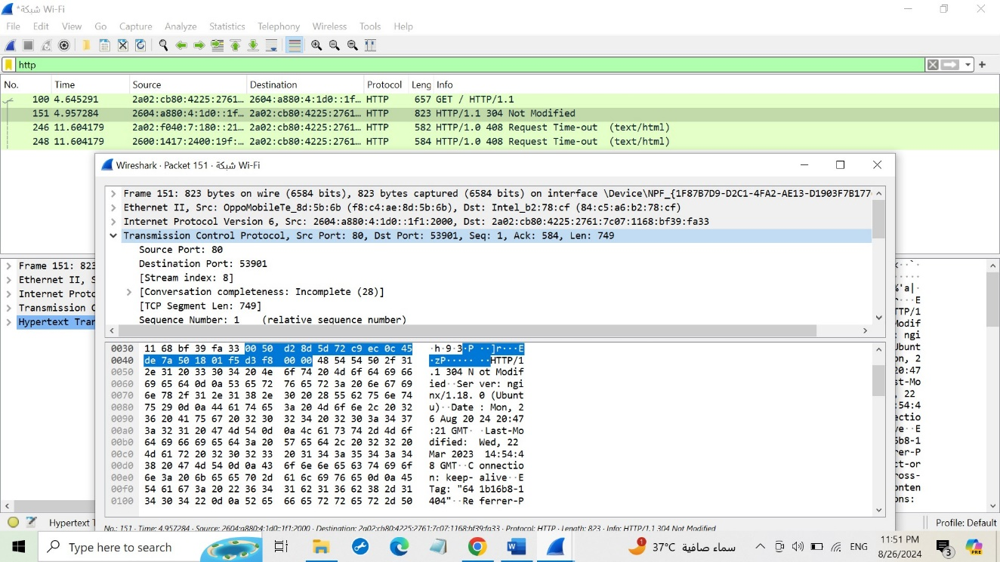 *شبكة Wi-Fi
File Edit View Go Capture Analyze Statistics Telephony Wireless Tools Help
http
No. Time Source Destination Protocol Leng Info
100 4.645291 2a02:cb80:4225:2761… 2604:a880:4:1d0::1f… HTTP 657 GET / HTTP/1.1
151 4.957284 2604:a880:4:1d0::1f… 2a02:cb80:4225:2761… HTTP 823 HTTP/1.1 304 Not Modified
246 11.604179 2a02:f040:7:180::21… 2a02:cb80:4225:2761… HTTP 582 HTTP/1.0 408 Request Time-out (text/html)
248 11.604179 2600:1417:2400:19f:… 2a02:cb80:4225:2761… HTTP 584 HTTP/1.0 408 Request Time-out (text/html)
Wireshark · Packet 151 · شبكة Wi-Fi
Frame 151: 823 bytes on wire (6584 bits), 823 bytes captured (6584 bits) on interface \Device\NPF_{1F87B7D9-D2C1-4FA2-AE13-D1903F7B177
Ethernet II, Src: OppoMobileTe_8d:5b:6b (f8:c4:ae:8d:5b:6b), Dst: Intel_b2:78:cf (84:c5:a6:b2:78:cf)
Internet Protocol Version 6, Src: 2604:a880:4:1d0::1f1:2000, Dst: 2a02:cb80:4225:2761:7c07:1168:bf39:fa33
Transmission Control Protocol, Src Port: 80, Dst Port: 53901, Seq: 1, Ack: 584, Len: 749
Source Port: 80
Destination Port: 53901
[Stream index: 8]
[Conversation completeness: Incomplete (28)]
[TCP Segment Len: 749]
Sequence Number: 1 (relative sequence number)
Frame 151: 823
Ethernet II, S
Internet Proto
Transmission C
Hypertext Tran
0030 11 68 bf 39 fa 33 00 50 d2 8d 5d 72 c9 ec 0c 45 ·h·9·3·P ··]r···E
0040 de 7a 50 18 01 f5 d3 f8 00 00 48 54 54 50 2f 31 ·zP····· ··HTTP/1
0050 2e 31 20 33 30 34 20 4e 6f 74 20 4d 6f 64 69 66 .1 304 N ot Modif
0060 69 65 64 0d 0a 53 65 72 76 65 72 3a 20 6e 67 69 ied··Ser ver: ngi
0070 6e 78 2f 31 2e 31 38 2e 30 20 28 55 62 75 6e 74 nx/1.18. 0 (Ubunt
0080 75 29 0d 0a 44 61 74 65 3a 20 4d 6f 6e 2c 20 32 u)··Date : Mon, 2
0090 36 20 41 75 67 20 32 30 32 34 20 32 30 3a 34 37 6 Aug 20 24 20:47
00a0 3a 32 31 20 47 4d 54 0d 0a 4c 61 73 74 2d 4d 6f :21 GMT· ·Last-Mo
00b0 64 69 66 69 65 64 3a 20 57 65 64 2c 20 32 32 20 dified: Wed, 22
00c0 4d 61 72 20 32 30 32 33 20 31 34 3a 35 34 3a 34 Mar 2023 14:54:4
00d0 38 20 47 4d 54 0d 0a 43 6f 6e 6e 65 63 74 69 6f 8 GMT··C onnectio
00e0 6e 3a 20 6b 65 65 70 2d 61 6c 69 76 65 0d 0a 45 n: keep- alive··E
00f0 54 61 67 3a 20 22 36 34 31 62 31 36 62 38 2d 31 Tag: "64 1b16b8-1
0100 34 30 34 22 0d 0a 52 65 66 65 72 72 65 72 2d 50 404"··Re ferrer-P
%'a|·
TTP/1
Modif
: ngi
Ubunt
n, 2
20:47
st-Mo
, 22
:54:4
ectio
ve··E
6b8-1
rer-P
ct-or
ross-
onten
ons:
No.: 151 · Time: 4.957284 · Source: 2604:a880:4:1d0::1f1:2000 · Destination: 2a02:cb80:4225:2761:7c07:1168:bf39:fa33 · Protocol: HTTP · Length: 823 · Info: HTTP/1.1 304 Not Modified
Hypertext T
Profile: Default
Type here to search
1
37°C سماء صافية
ENG
11:51 PM
8/26/2024
3
PRE